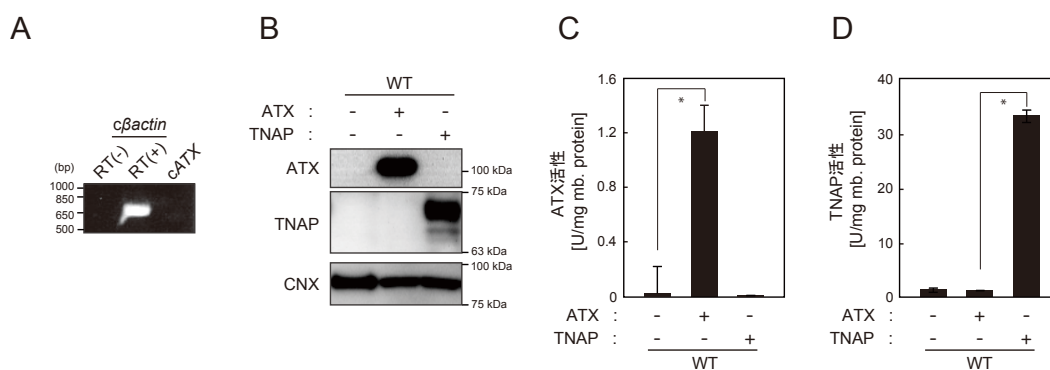 A
cβactin
RT(-) RT(+) cATX
(bp)
1000
850
650
500
B
WT
ATX : - + -
TNAP : - - +
ATX
100 kDa
75 kDa
TNAP
63 kDa
100 kDa
CNX
75 kDa
C
1.6
1.2
0.8
0.4
0
ATX活性
[U/mg mb. protein]
*
ATX : - + -
TNAP : - - +
WT
D
40
30
20
10
0
TNAP活性
[U/mg mb. protein]
*
ATX : - + -
TNAP : - - +
WT